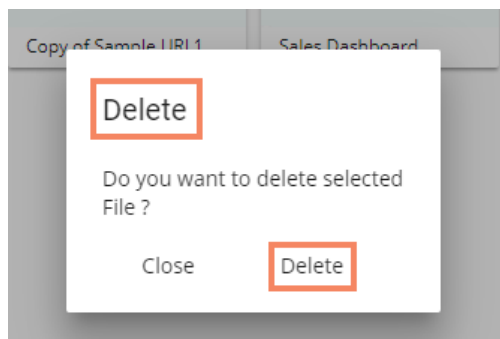 Copy of Sample URL1 Sales Dashboard
Delete
Do you want to delete selected
File ?
Close Delete